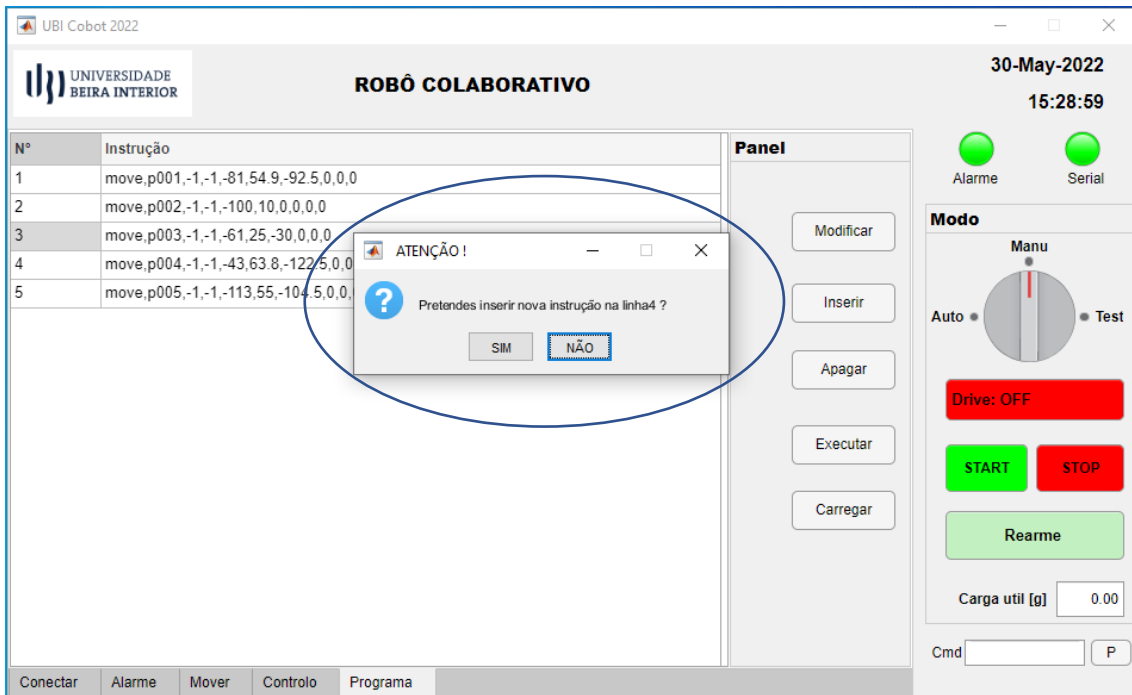 UBI Cobot 2022
UNIVERSIDADE
BEIRA INTERIOR
ROBÔ COLABORATIVO
30-May-2022
15:28:59
Alarme Serial
N° Instrução
1 move,p001,-1,-1,-81,54.9,-92.5,0,0,0
2 move,p002,-1,-1,-100,10,0,0,0,0
3 move,p003,-1,-1,-61,25,-30,0,0,0
4 move,p004,-1,-1,-43,63.8,-122.5,0,0
5 move,p005,-1,-1,-113,55,-104.5,0,0,
ATENÇÃO !
Pretendes inserir nova instrução na linha4 ?
SIM NÃO
Panel
Modificar
Inserir
Apagar
Executar
Carregar
Modo
Manu
Auto Test
Drive: OFF
START STOP
Rearme
Carga util [g] 0.00
Cmd P
Conectar Alarme Mover Controlo Programa